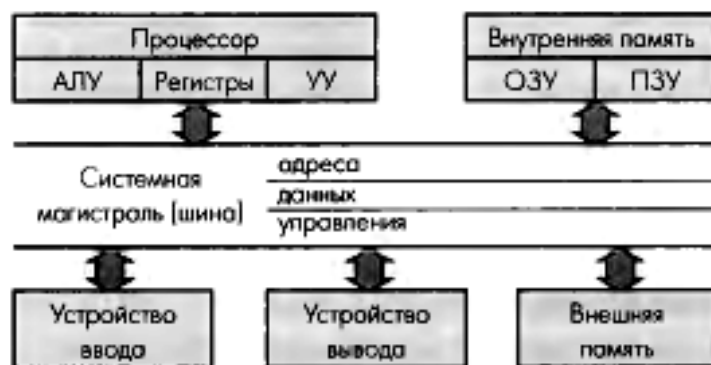 Процессор
АЛУ Регистры УУ
Внутренняя память
ОЗУ ПЗУ
Системная
магистраль (шина)
адреса
данных
управления
Устройство
ввода
Устройство
вывода
Внешняя
память